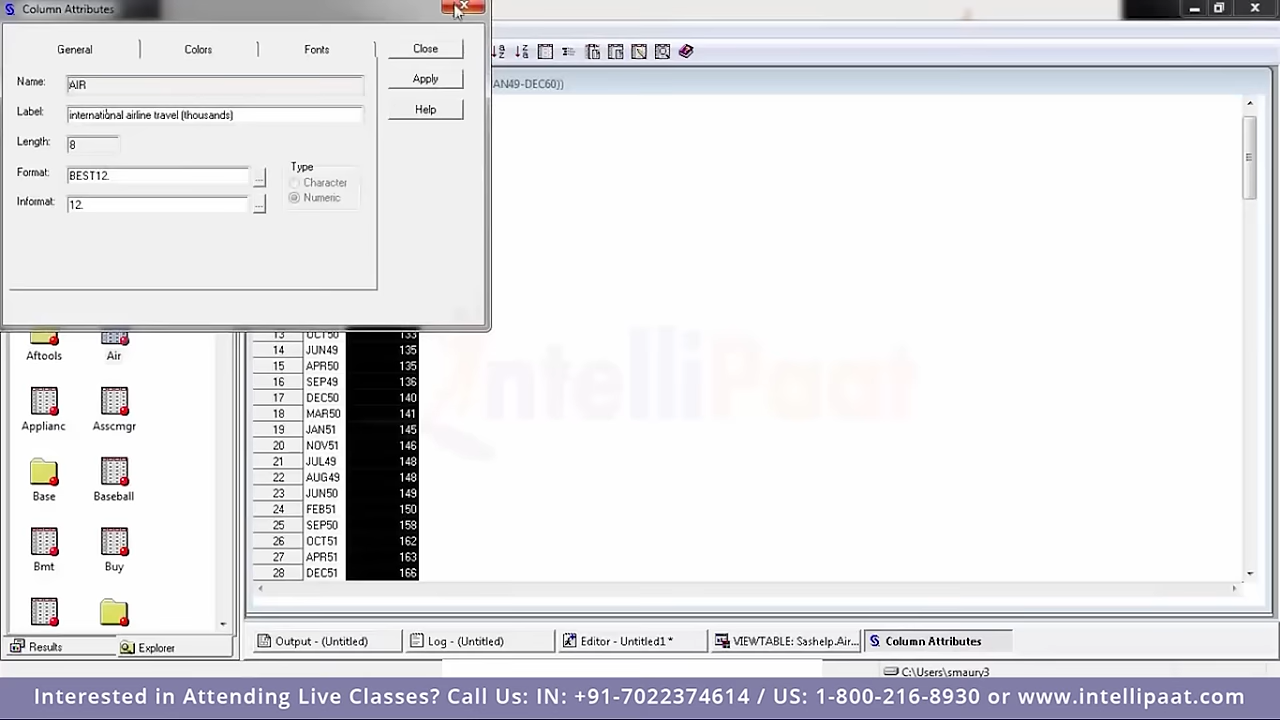 Column Attributes
General Colors Fonts Close
Name: AIR Apply
Label: international airline travel (thousands) Help
Length: 8
Format: BEST12. ...
Informat: 12. ...
Type
Character
Numeric
AN49-DEC60))
13 OCT50 133
14 JUN49 135
15 APR50 135
16 SEP49 136
17 DEC50 140
18 MAR50 141
19 JAN51 145
20 NOV51 146
21 JUL49 148
22 AUG49 148
23 JUN50 149
24 FEB51 150
25 SEP50 158
26 OCT51 162
27 APR51 163
28 DEC51 166
Aftools Air
Applianc Asscmgr
Base Baseball
Bmt Buy
IntelliPaat
Results Explorer
Output - (Untitled) Log - (Untitled) Editor - Untitled1 * VIEWTABLE: Sashelp.Air... Column Attributes
C:\Users\smaury3
Interested in Attending Live Classes? Call Us: IN: +91-7022374614 / US: 1-800-216-8930 or www.intellipaat.com